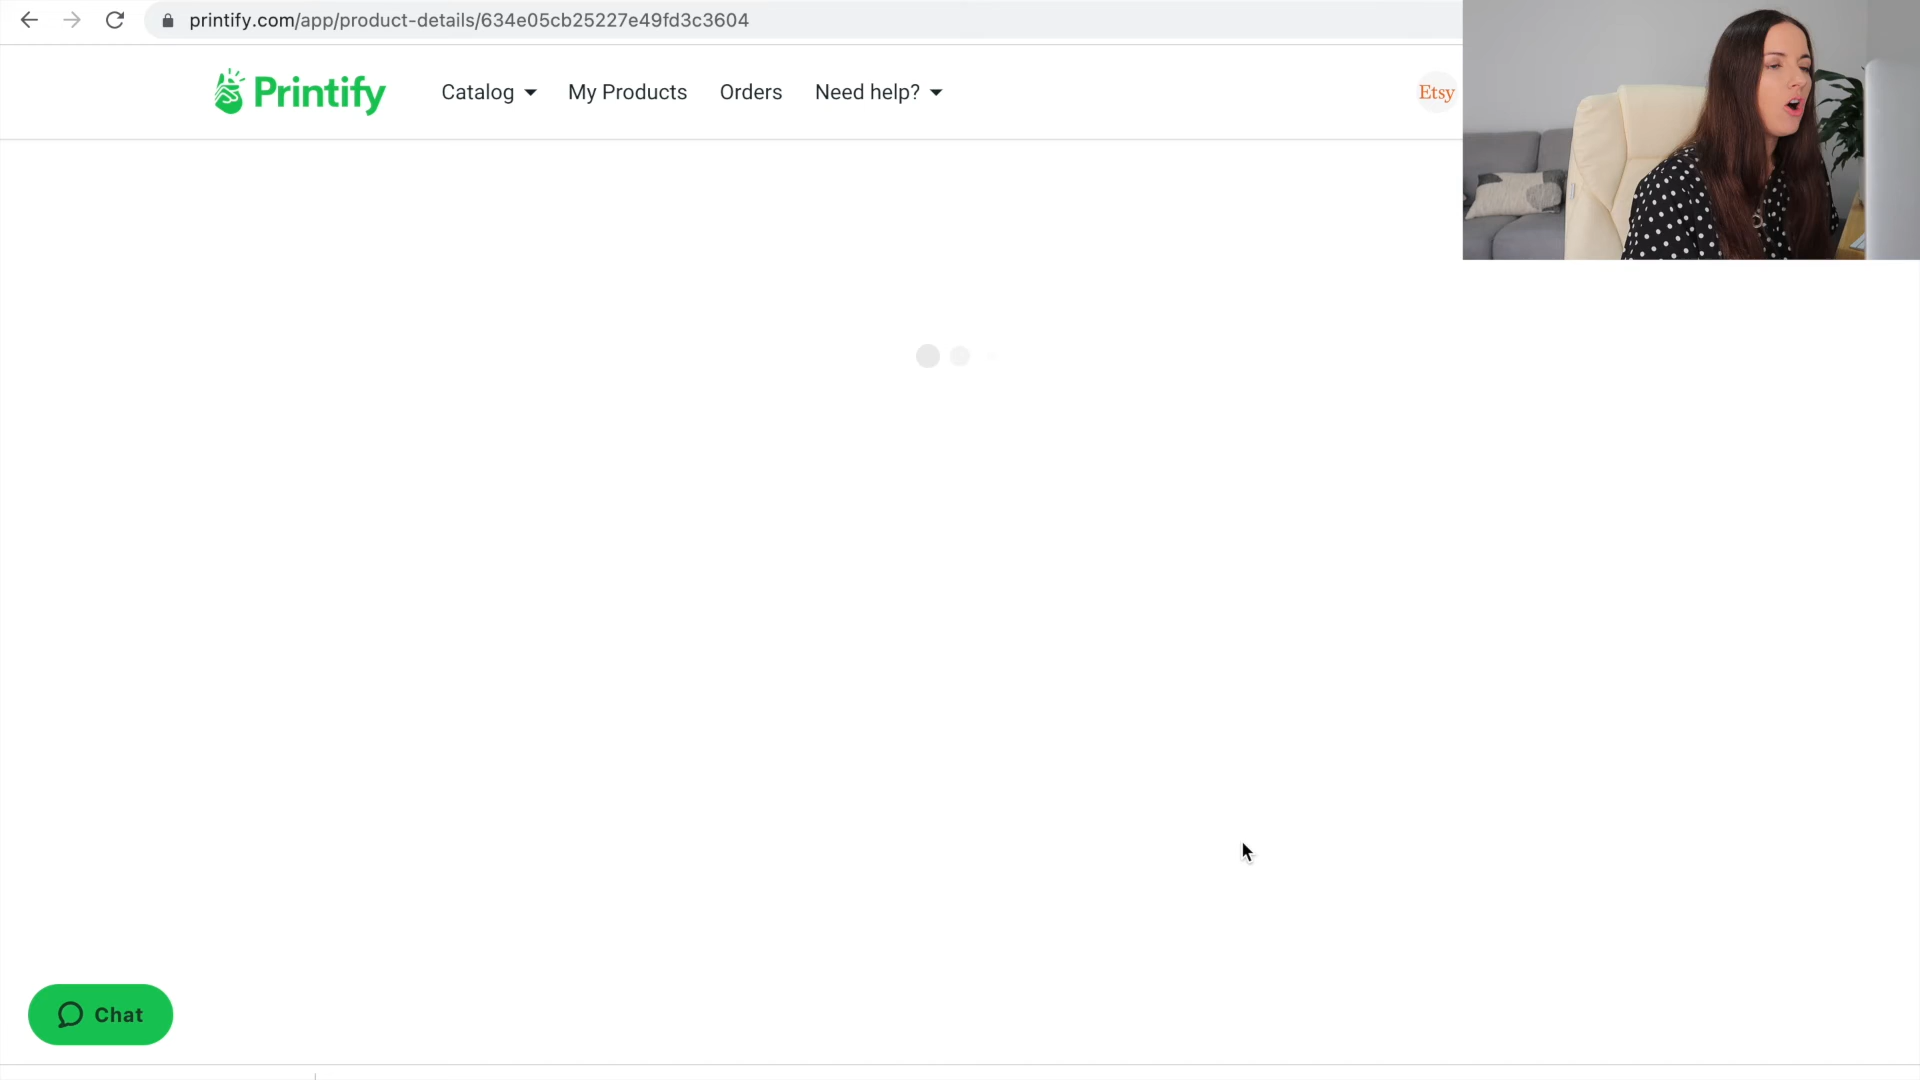 printify.com/app/product-details/634e05cb25227e49fd3c3604
Printify Catalog My Products Orders Need help? Etsy
Chat